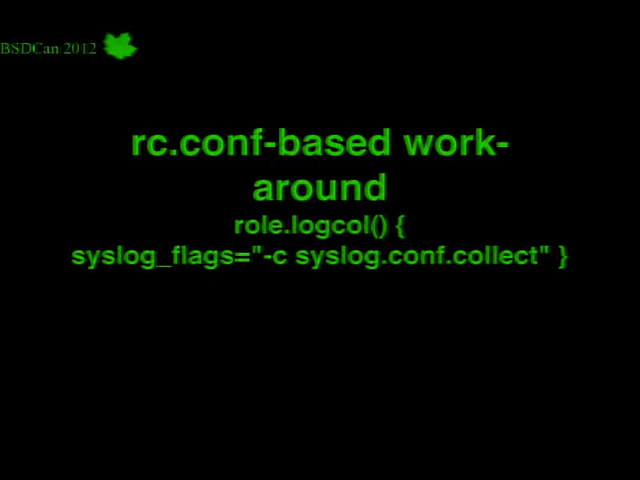 BSDCan 2012
rc.conf-based work-
around
role.logcol() {
syslog_flags="-c syslog.conf.collect" }